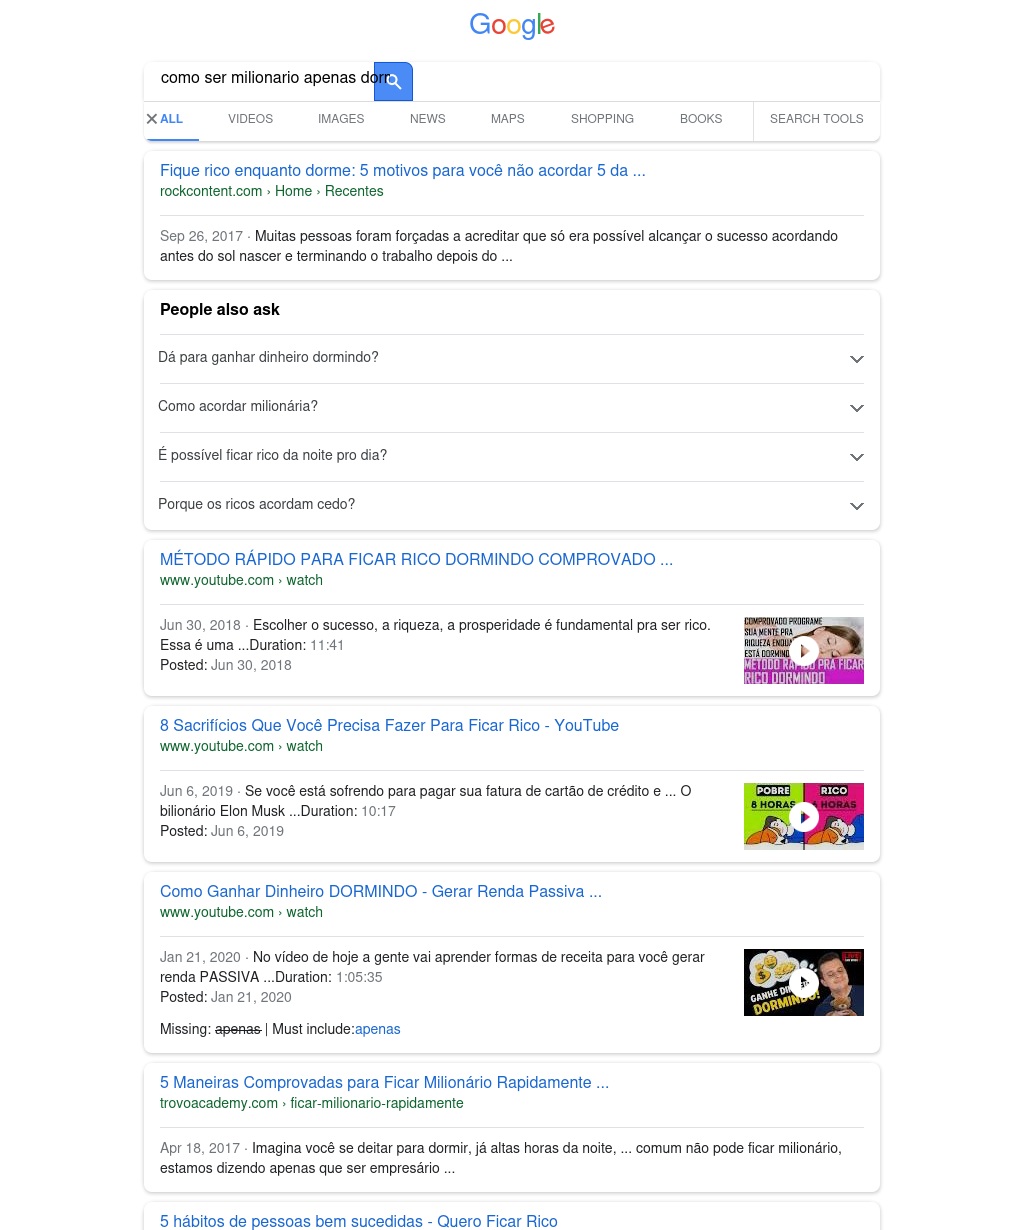 Google
como ser milionario apenas dorr
ALL VIDEOS IMAGES NEWS MAPS SHOPPING BOOKS SEARCH TOOLS
Fique rico enquanto dorme: 5 motivos para você não acordar 5 da ...
rockcontent.com › Home › Recentes
Sep 26, 2017 · Muitas pessoas foram forçadas a acreditar que só era possível alcançar o sucesso acordando
antes do sol nascer e terminando o trabalho depois do ...
People also ask
Dá para ganhar dinheiro dormindo?
Como acordar milionária?
É possível ficar rico da noite pro dia?
Porque os ricos acordam cedo?
MÉTODO RÁPIDO PARA FICAR RICO DORMINDO COMPROVADO ...
www.youtube.com › watch
Jun 30, 2018 · Escolher o sucesso, a riqueza, a prosperidade é fundamental pra ser rico.
Essa é uma ...Duration: 11:41
Posted: Jun 30, 2018
COMPROVADO PROGRAME
SUA MENTE PRA
RIQUEZA ENQUA
ESTÁ DORMIND
MÉTODO RÁPIDO PRA FICAR
RICO DORMINDO
8 Sacrifícios Que Você Precisa Fazer Para Ficar Rico - YouTube
www.youtube.com › watch
Jun 6, 2019 · Se você está sofrendo para pagar sua fatura de cartão de crédito e ... O
bilionário Elon Musk ...Duration: 10:17
Posted: Jun 6, 2019
POBRE RICO
8 HORAS HORAS
Como Ganhar Dinheiro DORMINDO - Gerar Renda Passiva ...
www.youtube.com › watch
Jan 21, 2020 · No vídeo de hoje a gente vai aprender formas de receita para você gerar
renda PASSIVA ...Duration: 1:05:35
Posted: Jan 21, 2020
GANHE DI
DORMINDO!
Missing: apenas | Must include:apenas
5 Maneiras Comprovadas para Ficar Milionário Rapidamente ...
trovoacademy.com › ficar-milionario-rapidamente
Apr 18, 2017 · Imagina você se deitar para dormir, já altas horas da noite, ... comum não pode ficar milionário,
estamos dizendo apenas que ser empresário ...
5 hábitos de pessoas bem sucedidas - Quero Ficar Rico